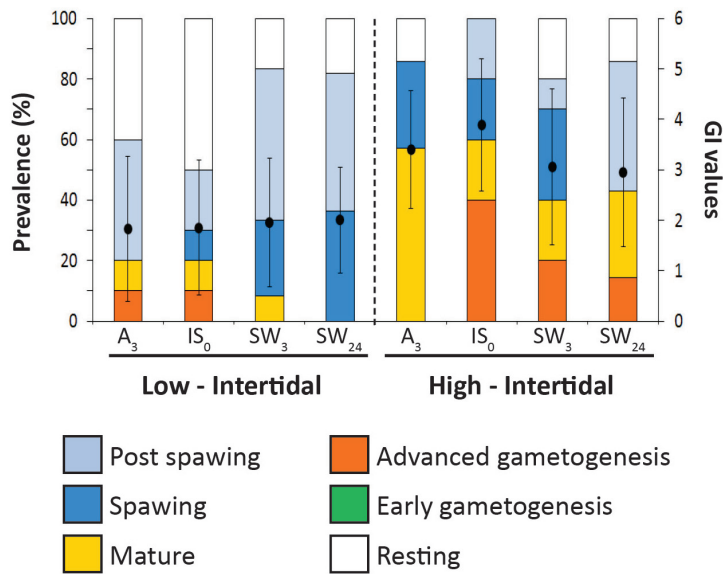 Prevalence (%)
100
80
60
40
20
0
6
5
4
3
2
1
0
GI values
A3 IS0 SW3 SW24 A3 IS0 SW3 SW24
Low - Intertidal High - Intertidal
Post spawing Advanced gametogenesis
Spawing Early gametogenesis
Mature Resting